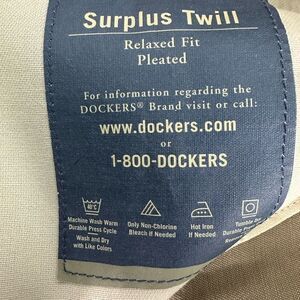 Surplus Twill
Relaxed Fit
Pleated
For information regarding the
DOCKERS® Brand visit or call:
www.dockers.com
or
1-800-DOCKERS
40°C
Machine Wash Warm
Durable Press Cycle
Wash and Dry
with Like Colors
Only Non-Chlorine
Bleach If Needed
Hot Iron
If Needed
Tumble Dry
Durable Press